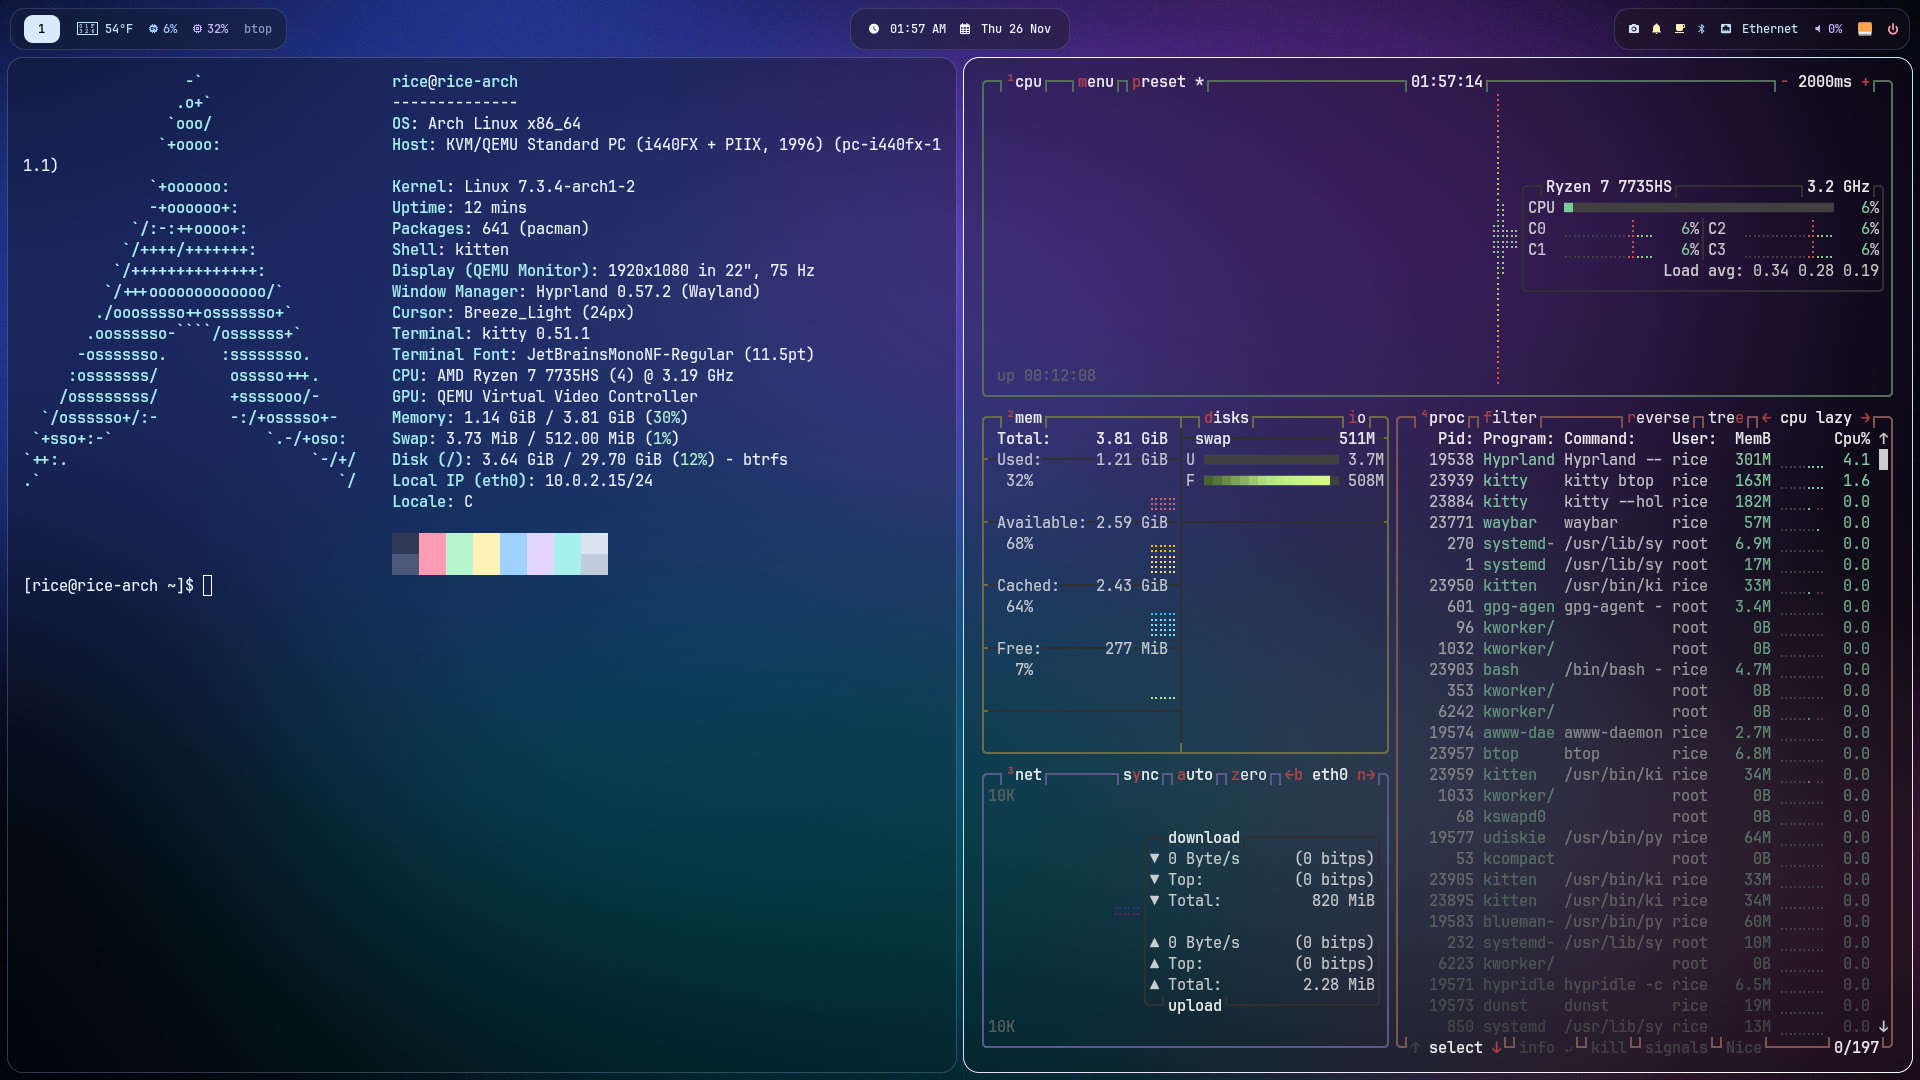 1 54°F 6% 32% btop
01:57 AM Thu 26 Nov
Ethernet 0%
-`
.o+`
`ooo/
`+oooo:
1.1)
`+oooooo:
-+oooooo+:
`/:-:++oooo+:
`/++++/+++++++:
`/++++++++++++++:
`/+++ooooooooooooo/`
./ooosssso++osssssso+`
.oossssso-````/ossssss+`
-osssssso.      :ssssssso.
:osssssss/        osssso+++.
/ossssssss/        +ssssooo/-
`/ossssso+/:-        -:/+osssso+-
`+sso+:-`                 `.-/+oso:
`++:.                           `-/+/
.`                                 `/
rice@rice-arch
--------------
OS: Arch Linux x86_64
Host: KVM/QEMU Standard PC (i440FX + PIIX, 1996) (pc-i440fx-1
Kernel: Linux 7.3.4-arch1-2
Uptime: 12 mins
Packages: 641 (pacman)
Shell: kitten
Display (QEMU Monitor): 1920x1080 in 22", 75 Hz
Window Manager: Hyprland 0.57.2 (Wayland)
Cursor: Breeze_Light (24px)
Terminal: kitty 0.51.1
Terminal Font: JetBrainsMonoNF-Regular (11.5pt)
CPU: AMD Ryzen 7 7735HS (4) @ 3.19 GHz
GPU: QEMU Virtual Video Controller
Memory: 1.14 GiB / 3.81 GiB (30%)
Swap: 3.73 MiB / 512.00 MiB (1%)
Disk (/): 3.64 GiB / 29.70 GiB (12%) - btrfs
Local IP (eth0): 10.0.2.15/24
Locale: C
[rice@rice-arch ~]$
¹cpu menu preset * 01:57:14 - 2000ms +
Ryzen 7 7735HS 3.2 GHz
CPU 6%
C0 6% C2 6%
C1 6% C3 6%
Load avg: 0.34 0.28 0.19
up 00:12:08
²mem disks io
Total: 3.81 GiB swap 511M
Used: 1.21 GiB U 3.7M
32% F 508M
Available: 2.59 GiB
68%
Cached: 2.43 GiB
64%
Free: 277 MiB
7%
³net sync auto zero ←b eth0 n→
10K
download
▼ 0 Byte/s (0 bitps)
▼ Top: (0 bitps)
▼ Total: 820 MiB
▲ 0 Byte/s (0 bitps)
▲ Top: (0 bitps)
▲ Total: 2.28 MiB
upload
10K
⁴proc filter reverse tree ← cpu lazy →
Pid: Program: Command: User: MemB Cpu% ↑
19538 Hyprland Hyprland -- rice 301M 4.1
23939 kitty kitty btop rice 163M 1.6
23884 kitty kitty --hol rice 182M 0.0
23771 waybar waybar rice 57M 0.0
270 systemd- /usr/lib/sy root 6.9M 0.0
1 systemd /usr/lib/sy root 17M 0.0
23950 kitten /usr/bin/ki rice 33M 0.0
601 gpg-agen gpg-agent - root 3.4M 0.0
96 kworker/ root 0B 0.0
1032 kworker/ root 0B 0.0
23903 bash /bin/bash - rice 4.7M 0.0
353 kworker/ root 0B 0.0
6242 kworker/ root 0B 0.0
19574 awww-dae awww-daemon rice 2.7M 0.0
23957 btop btop rice 6.8M 0.0
23959 kitten /usr/bin/ki rice 34M 0.0
1033 kworker/ root 0B 0.0
68 kswapd0 root 0B 0.0
19577 udiskie /usr/bin/py rice 64M 0.0
53 kcompact root 0B 0.0
23905 kitten /usr/bin/ki rice 33M 0.0
23895 kitten /usr/bin/ki rice 34M 0.0
19583 blueman- /usr/bin/py rice 60M 0.0
232 systemd- /usr/lib/sy root 10M 0.0
6223 kworker/ root 0B 0.0
19571 hypridle hypridle -c rice 6.5M 0.0
19573 dunst dunst rice 19M 0.0
850 systemd /usr/lib/sy rice 13M 0.0 ↓
↑ select ↓ info ↵ kill signals Nice 0/197